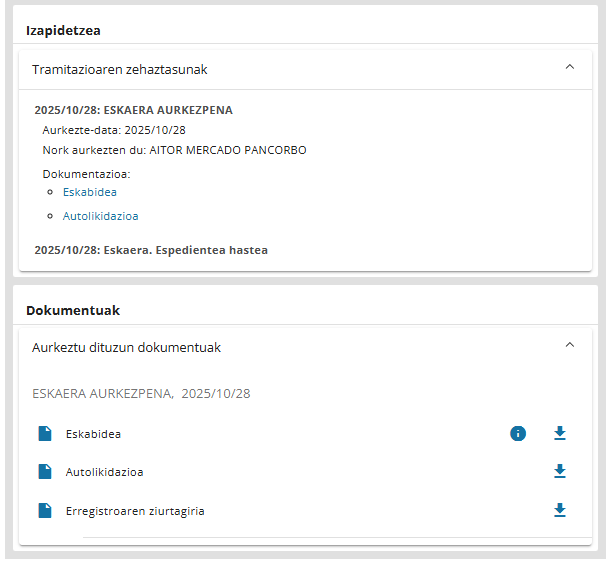 Izapidetzea
Tramitazioaren zehaztasunak
2025/10/28: ESKAERA AURKEZPENA
Aurkezte-data: 2025/10/28
Nork aurkezten du: AITOR MERCADO PANCORBO
Dokumentazioa:
Eskabidea
Autolikidazioa
2025/10/28: Eskaera. Espedientea hastea
Dokumentuak
Aurkeztu dituzun dokumentuak
ESKAERA AURKEZPENA, 2025/10/28
Eskabidea
Autolikidazioa
Erregistroaren ziurtagiria